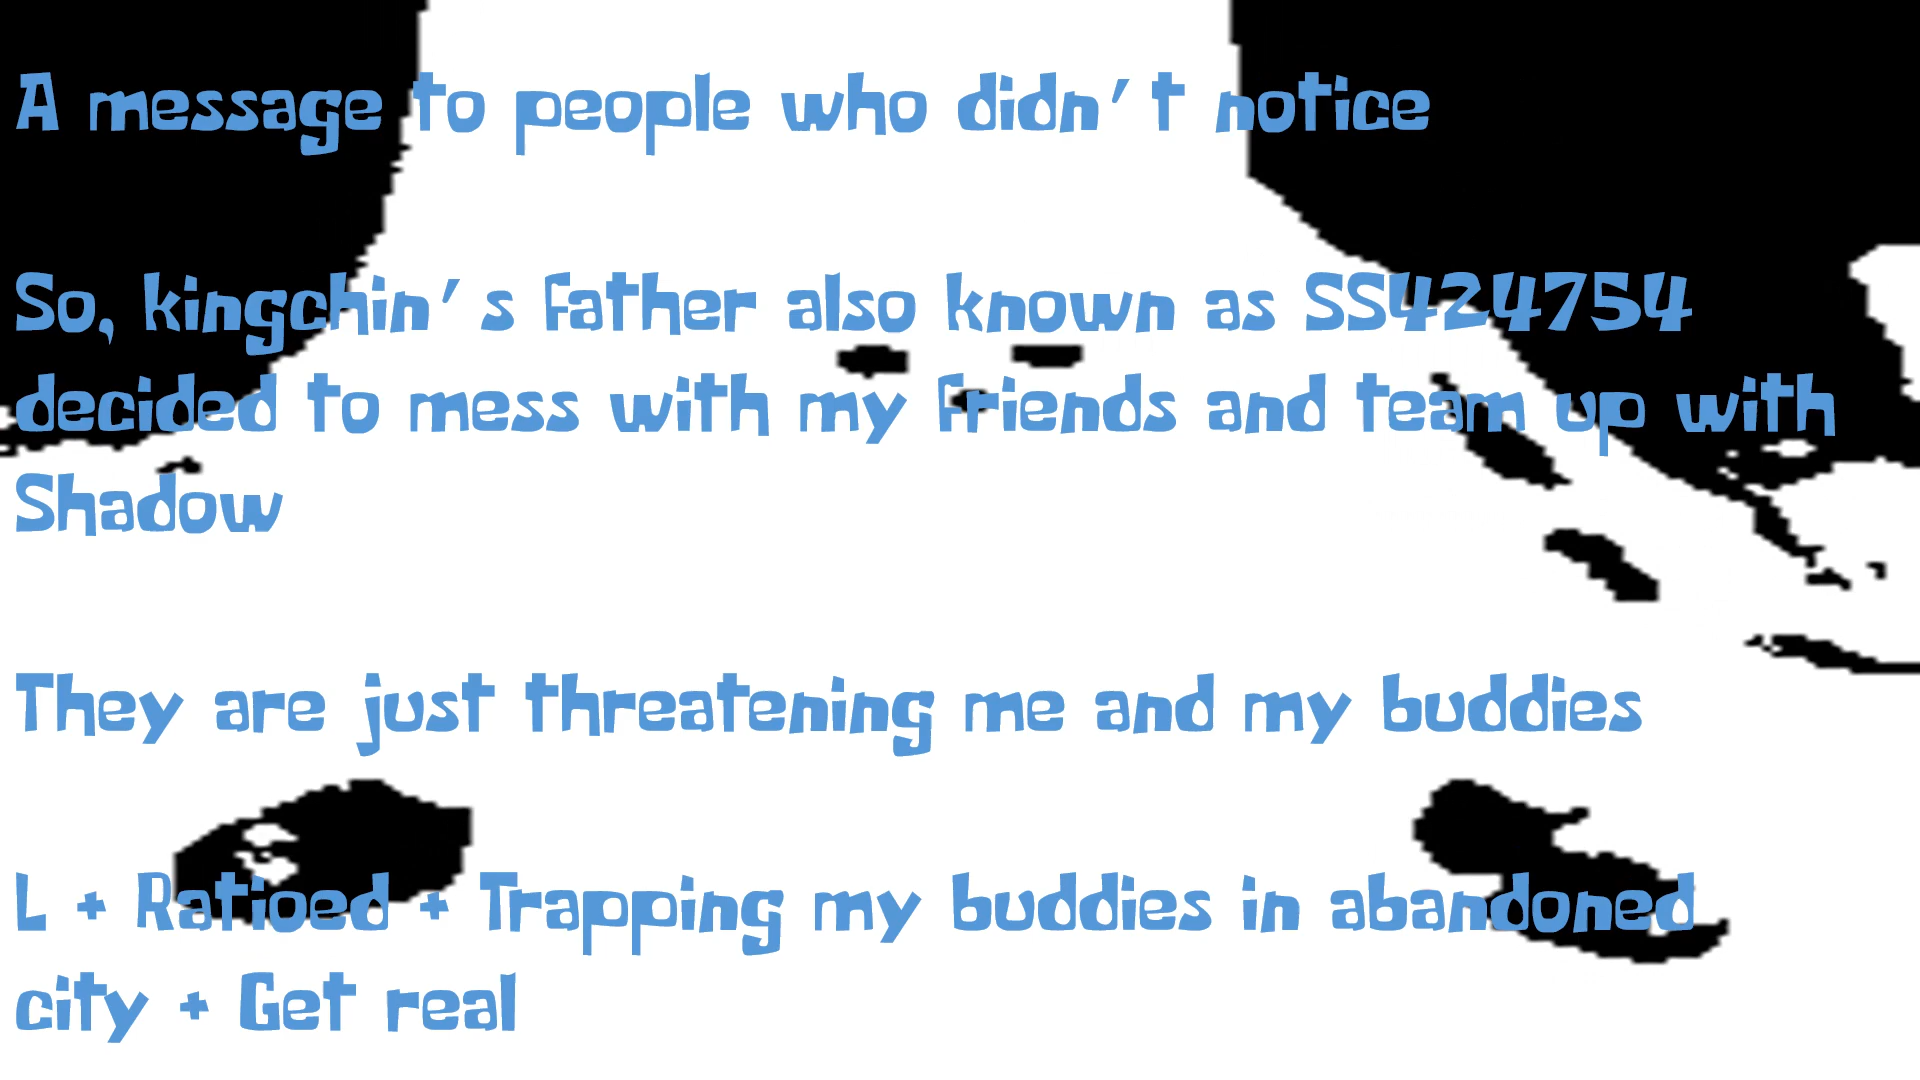 A message to people who didn't notice
So, kingchin's father also known as SS424754
decided to mess with my friends and team up with
Shadow
They are just threatening me and my buddies
L + Ratioed + Trapping my buddies in abandoned
city + Get real